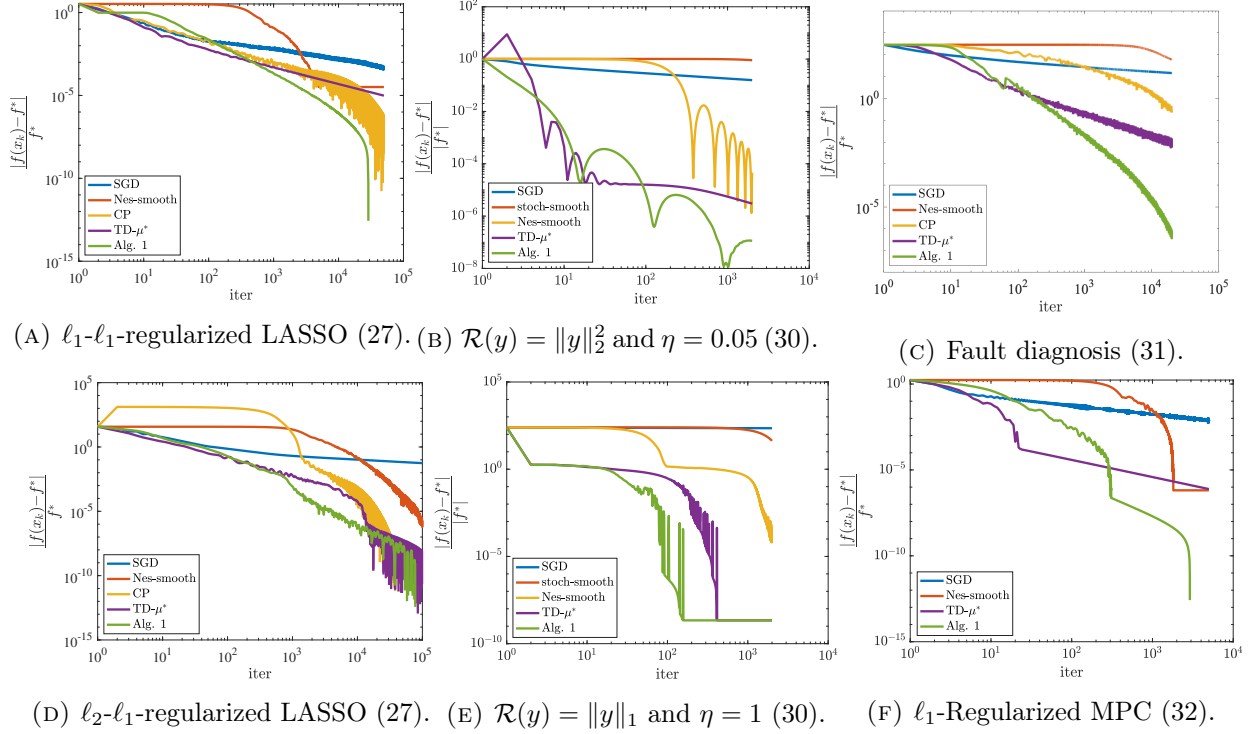 10^0
10^-5
10^-10
10^-15
|f(x_k)−f*|
f*
SGD
Nes-smooth
CP
TD-μ*
Alg. 1
10^0 10^1 10^2 10^3 10^4 10^5
iter
(A) ℓ1-ℓ1-regularized LASSO (27).
10^2
10^0
10^-2
10^-4
10^-6
10^-8
|f(x_k)−f*|
|f*|
SGD
stoch-smooth
Nes-smooth
TD-μ*
Alg. 1
10^0 10^1 10^2 10^3 10^4
iter
(B) R(y) = ‖y‖_2^2 and η = 0.05 (30).
10^0
10^-5
|f(x_k)−f*|
f*
SGD
Nes-smooth
CP
TD-μ*
Alg. 1
10^0 10^1 10^2 10^3 10^4 10^5
iter
(C) Fault diagnosis (31).
10^5
10^0
10^-5
10^-10
10^-15
|f(x_k)−f*|
f*
SGD
Nes-smooth
CP
TD-μ*
Alg. 1
10^0 10^1 10^2 10^3 10^4 10^5
iter
(D) ℓ2-ℓ1-regularized LASSO (27).
10^5
10^0
10^-5
10^-10
|f(x_k)−f*|
|f*|
SGD
stoch-smooth
Nes-smooth
TD-μ*
Alg. 1
10^0 10^1 10^2 10^3 10^4
iter
(E) R(y) = ‖y‖_1 and η = 1 (30).
10^0
10^-5
10^-10
10^-15
|f(x_k)−f*|
f*
SGD
Nes-smooth
TD-μ*
Alg. 1
10^0 10^1 10^2 10^3 10^4
iter
(F) ℓ1-Regularized MPC (32).